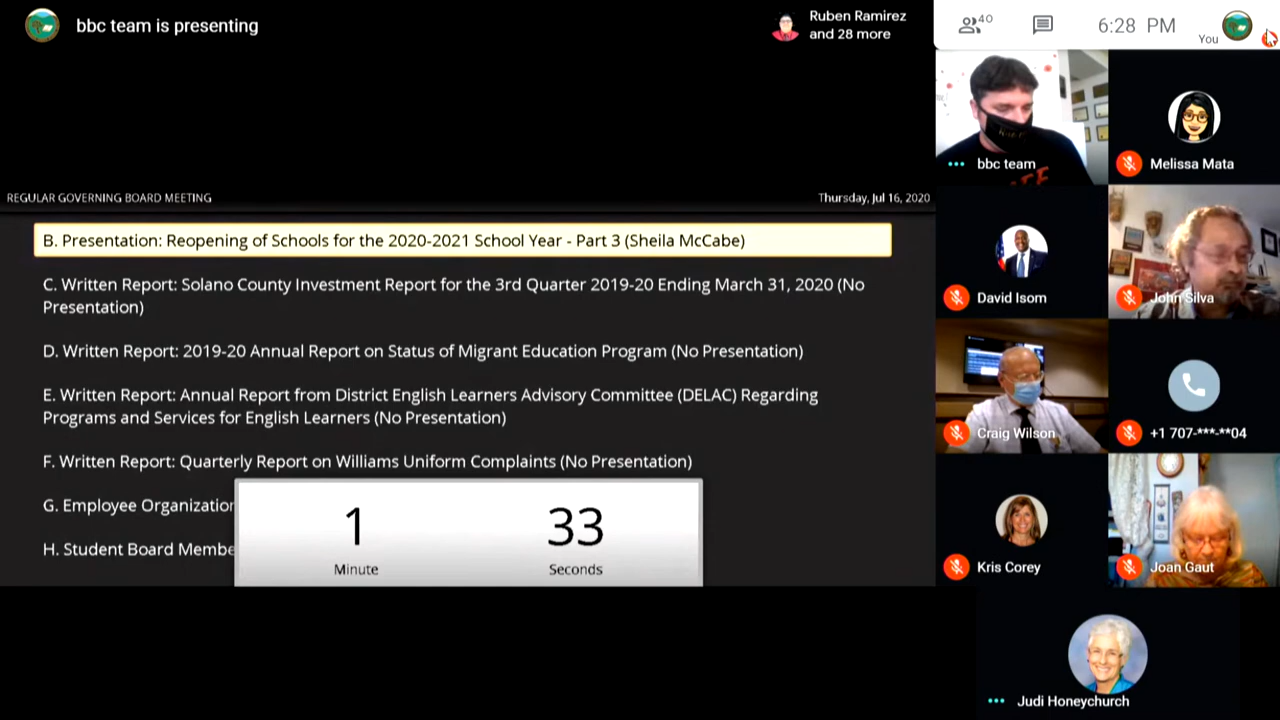 bbc team is presenting
Ruben Ramirez
and 28 more
40
6:28 PM
You
REGULAR GOVERNING BOARD MEETING
Thursday, Jul 16, 2020
B. Presentation: Reopening of Schools for the 2020-2021 School Year - Part 3 (Sheila McCabe)
C. Written Report: Solano County Investment Report for the 3rd Quarter 2019-20 Ending March 31, 2020 (No
Presentation)
D. Written Report: 2019-20 Annual Report on Status of Migrant Education Program (No Presentation)
E. Written Report: Annual Report from District English Learners Advisory Committee (DELAC) Regarding
Programs and Services for English Learners (No Presentation)
F. Written Report: Quarterly Report on Williams Uniform Complaints (No Presentation)
G. Employee Organization
H. Student Board Membe
1
Minute
33
Seconds
bbc team
Melissa Mata
David Isom
John Silva
Craig Wilson
+1 707-***-**04
Kris Corey
Joan Gaut
Judi Honeychurch